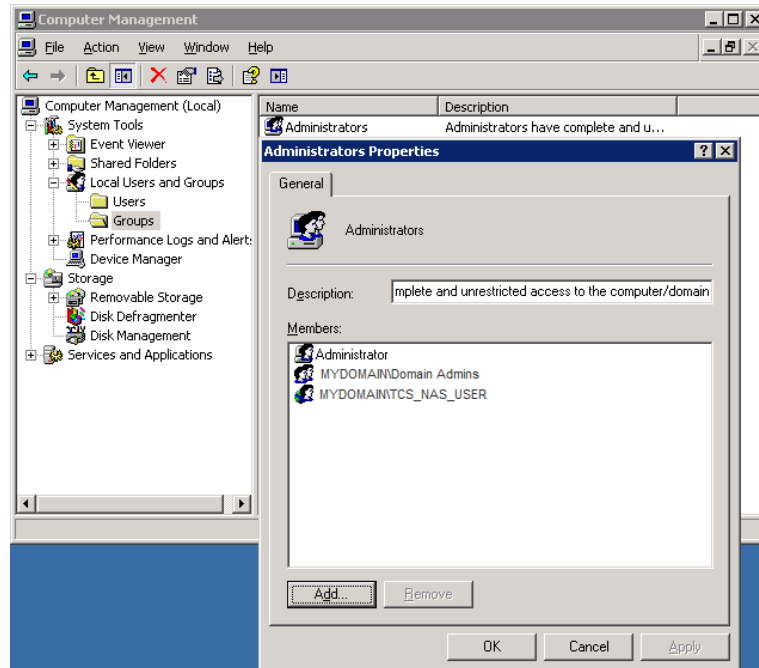 Computer Management
File Action View Window Help
Computer Management (Local)
System Tools
Event Viewer
Shared Folders
Local Users and Groups
Users
Groups
Performance Logs and Alert:
Device Manager
Storage
Removable Storage
Disk Defragmenter
Disk Management
Services and Applications
Name Description
Administrators Administrators have complete and u...
Administrators Properties
General
Administrators
Description: mplete and unrestricted access to the computer/domain
Members:
Administrator
MYDOMAIN\Domain Admins
MYDOMAIN\TCS_NAS_USER
Add... Remove
OK Cancel Apply